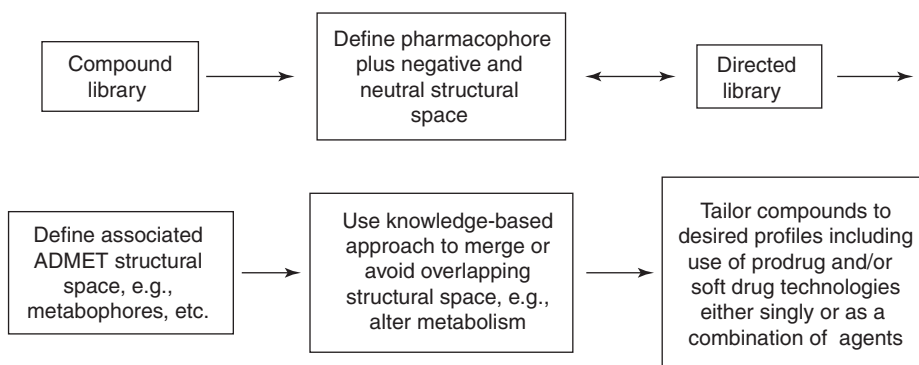 Compound
library
Define pharmacophore
plus negative and
neutral structural
space
Directed
library
Define associated
ADMET structural
space, e.g.,
metabophores, etc.
Use knowledge-based
approach to merge or
avoid overlapping
structural space, e.g.,
alter metabolism
Tailor compounds to
desired profiles including
use of prodrug and/or
soft drug technologies
either singly or as a
combination of agents